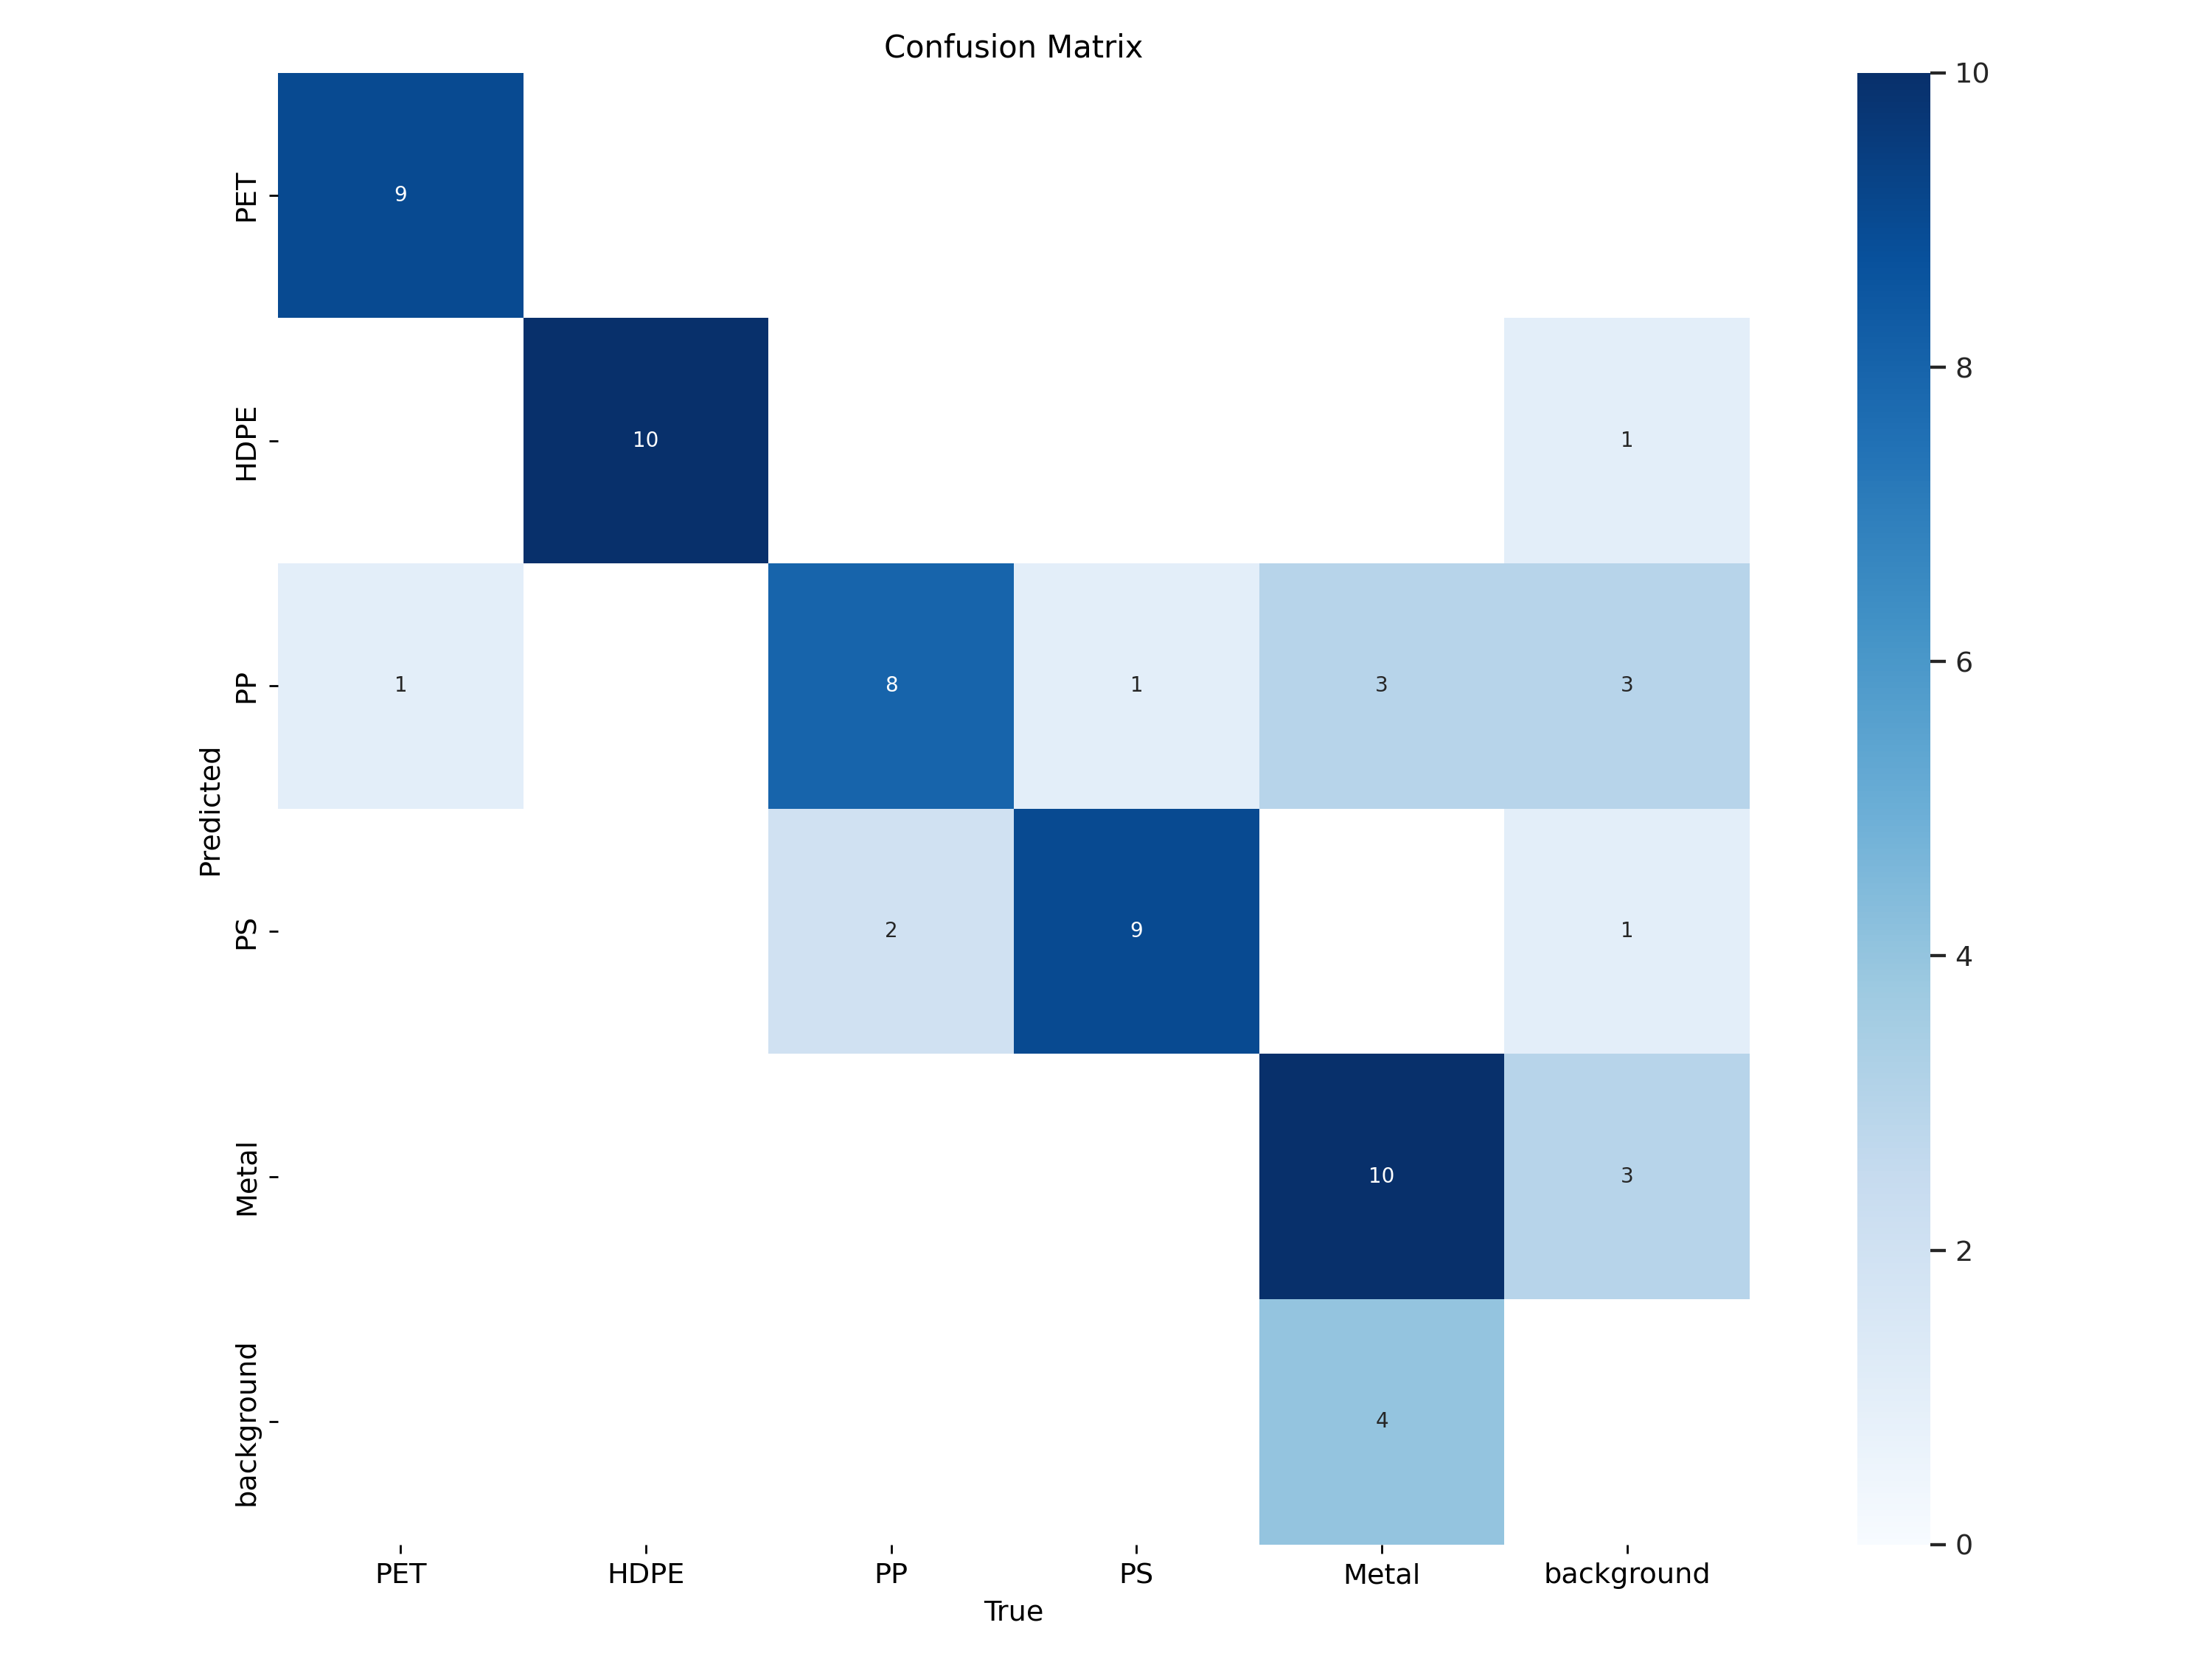 Confusion Matrix
PET
9
HDPE
10
1
PP
1
8
1
3
3
PS
2
9
1
Metal
10
3
background
4
Predicted
PET
HDPE
PP
PS
Metal
background
True
10
8
6
4
2
0